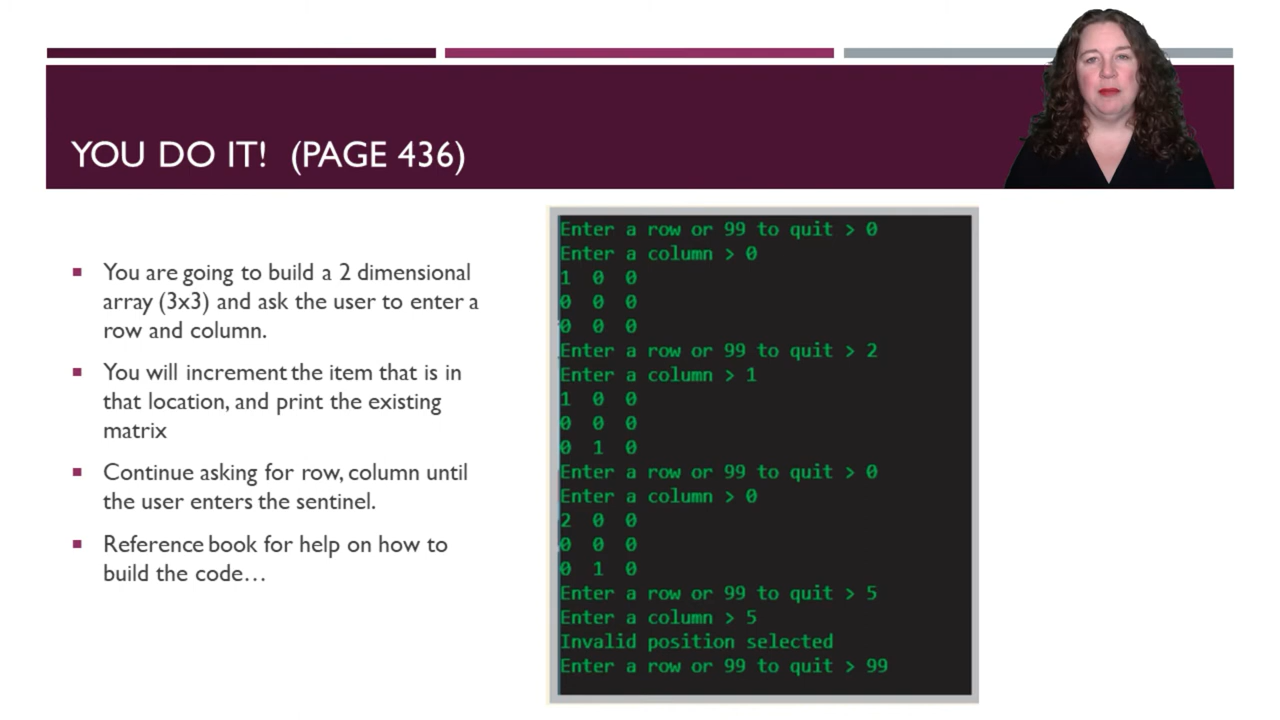 YOU DO IT! (PAGE 436)
You are going to build a 2 dimensional
array (3x3) and ask the user to enter a
row and column.
You will increment the item that is in
that location, and print the existing
matrix
Continue asking for row, column until
the user enters the sentinel.
Reference book for help on how to
build the code…
Enter a row or 99 to quit > 0
Enter a column > 0
1 0 0
0 0 0
0 0 0
Enter a row or 99 to quit > 2
Enter a column > 1
1 0 0
0 0 0
0 1 0
Enter a row or 99 to quit > 0
Enter a column > 0
2 0 0
0 0 0
0 1 0
Enter a row or 99 to quit > 5
Enter a column > 5
Invalid position selected
Enter a row or 99 to quit > 99